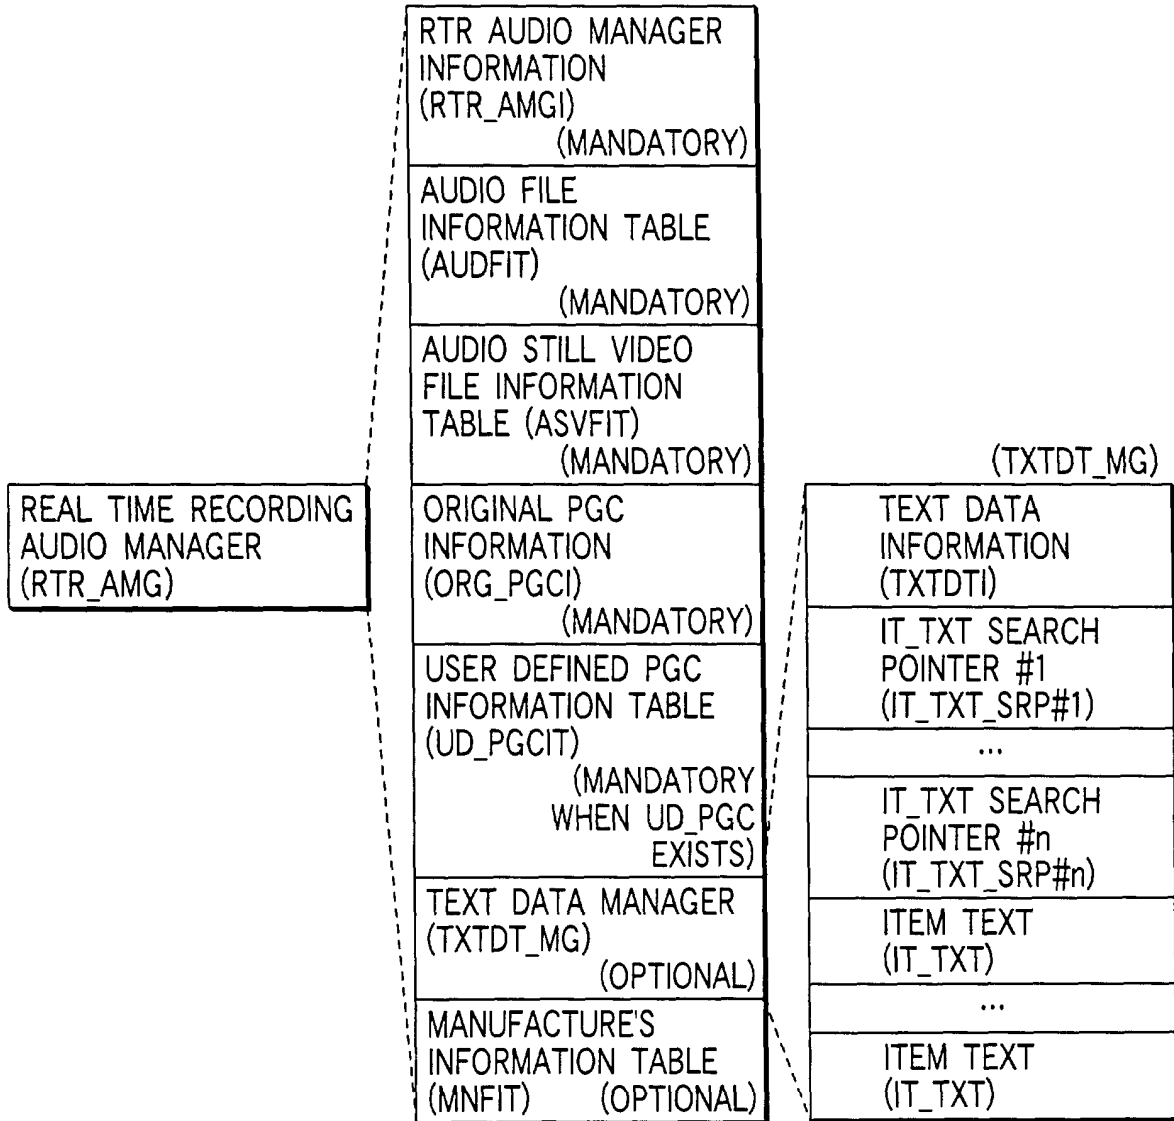 REAL TIME RECORDING
AUDIO MANAGER
(RTR_AMG)
RTR AUDIO MANAGER
INFORMATION
(RTR_AMGI)
(MANDATORY)
AUDIO FILE
INFORMATION TABLE
(AUDFIT)
(MANDATORY)
AUDIO STILL VIDEO
FILE INFORMATION
TABLE (ASVFIT)
(MANDATORY)
ORIGINAL PGC
INFORMATION
(ORG_PGCI)
(MANDATORY)
USER DEFINED PGC
INFORMATION TABLE
(UD_PGCIT)
(MANDATORY
WHEN UD_PGC
EXISTS)
TEXT DATA MANAGER
(TXTDT_MG)
(OPTIONAL)
MANUFACTURE'S
INFORMATION TABLE
(MNFIT) (OPTIONAL)
(TXTDT_MG)
TEXT DATA
INFORMATION
(TXTDTI)
IT_TXT SEARCH
POINTER #1
(IT_TXT_SRP#1)
...
IT_TXT SEARCH
POINTER #n
(IT_TXT_SRP#n)
ITEM TEXT
(IT_TXT)
...
ITEM TEXT
(IT_TXT)